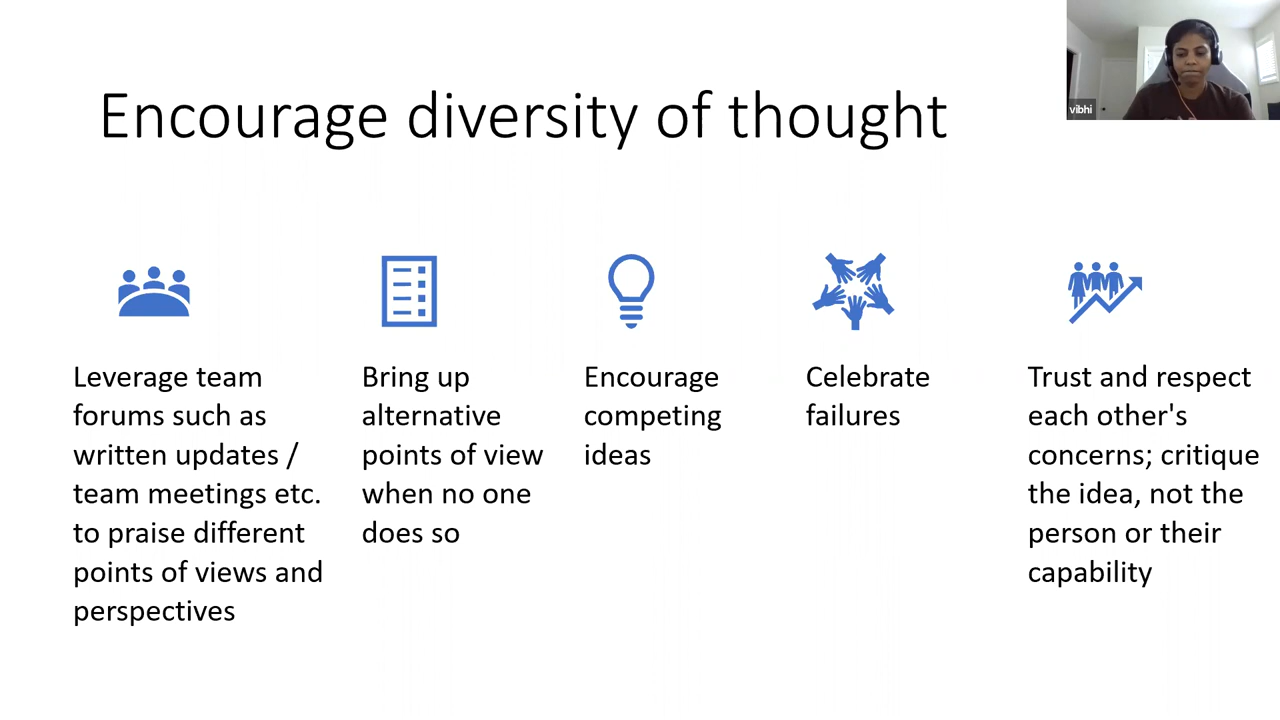 Encourage diversity of thought
vibhi
Leverage team
forums such as
written updates /
team meetings etc.
to praise different
points of views and
perspectives
Bring up
alternative
points of view
when no one
does so
Encourage
competing
ideas
Celebrate
failures
Trust and respect
each other's
concerns; critique
the idea, not the
person or their
capability